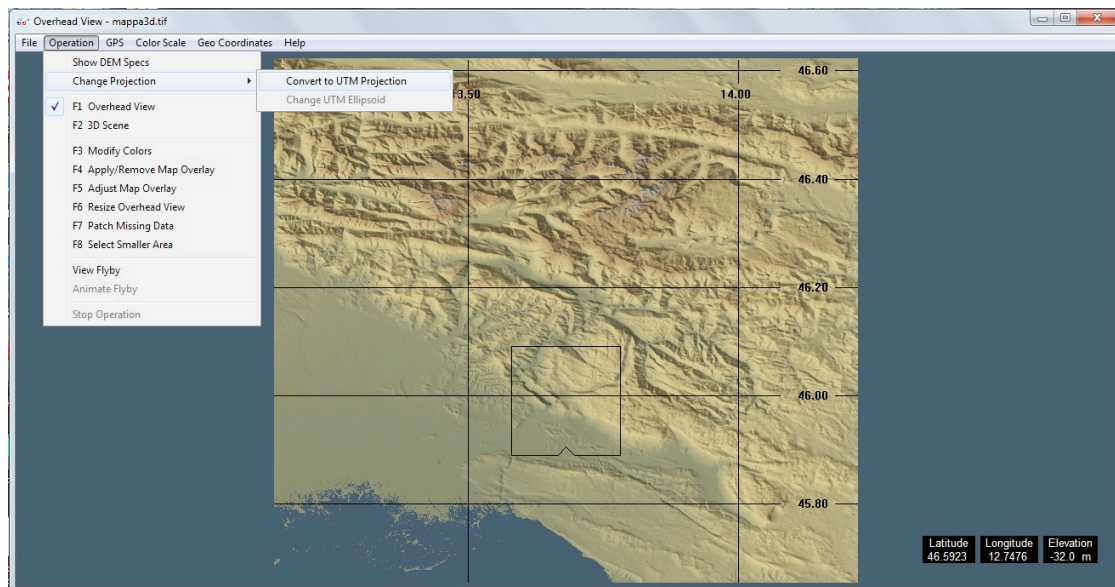 Overhead View - mappa3d.tif
File Operation GPS Color Scale Geo Coordinates Help
Show DEM Specs
Change Projection
Convert to UTM Projection
Change UTM Ellipsoid
F1 Overhead View
F2 3D Scene
F3 Modify Colors
F4 Apply/Remove Map Overlay
F5 Adjust Map Overlay
F6 Resize Overhead View
F7 Patch Missing Data
F8 Select Smaller Area
View Flyby
Animate Flyby
Stop Operation
46.60
3.50 14.00
46.40
46.20
46.00
45.80
Latitude Longitude Elevation
46.5923 12.7476 -32.0 m